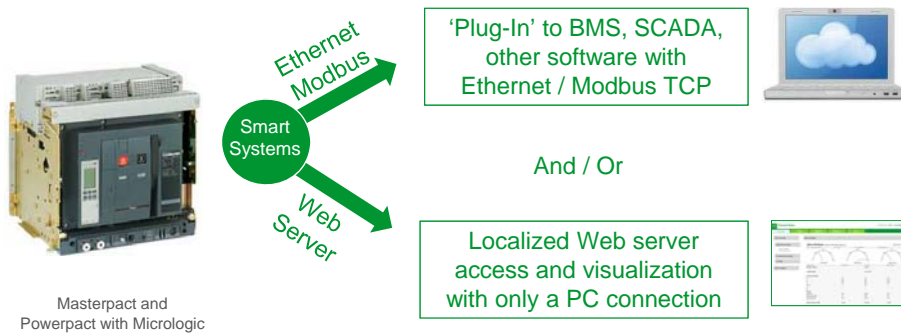 Ethernet
Modbus
Smart
Systems
Web
Server
‘Plug-In’ to BMS, SCADA,
other software with
Ethernet / Modbus TCP
And / Or
Localized Web server
access and visualization
with only a PC connection
Masterpact and
Powerpact with Micrologic